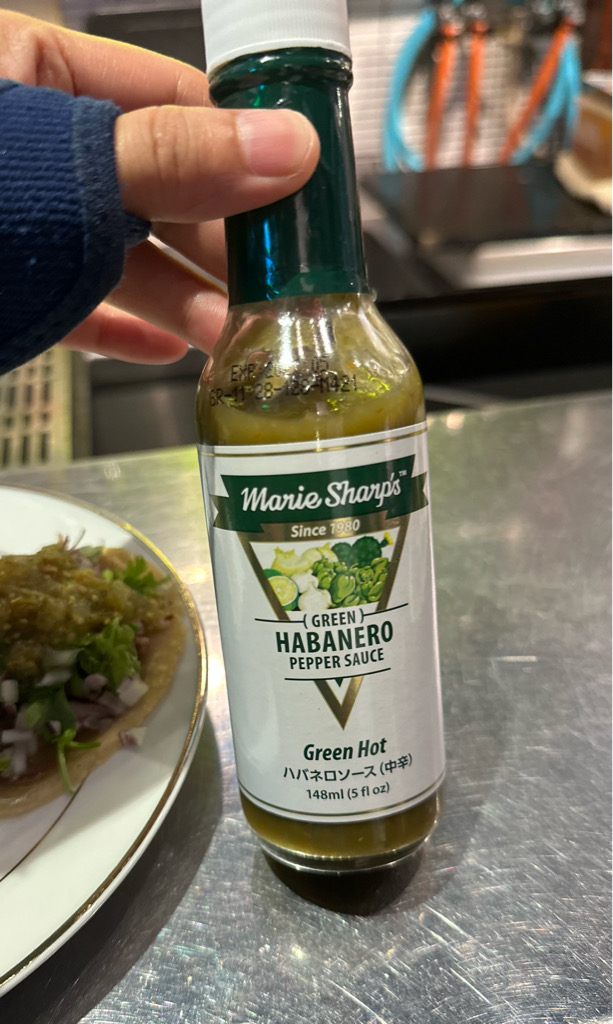 Marie Sharp's™
Since 1980
( GREEN )
HABANERO
PEPPER SAUCE
Green Hot
ハバネロソース (中辛)
148ml (5 fl oz)